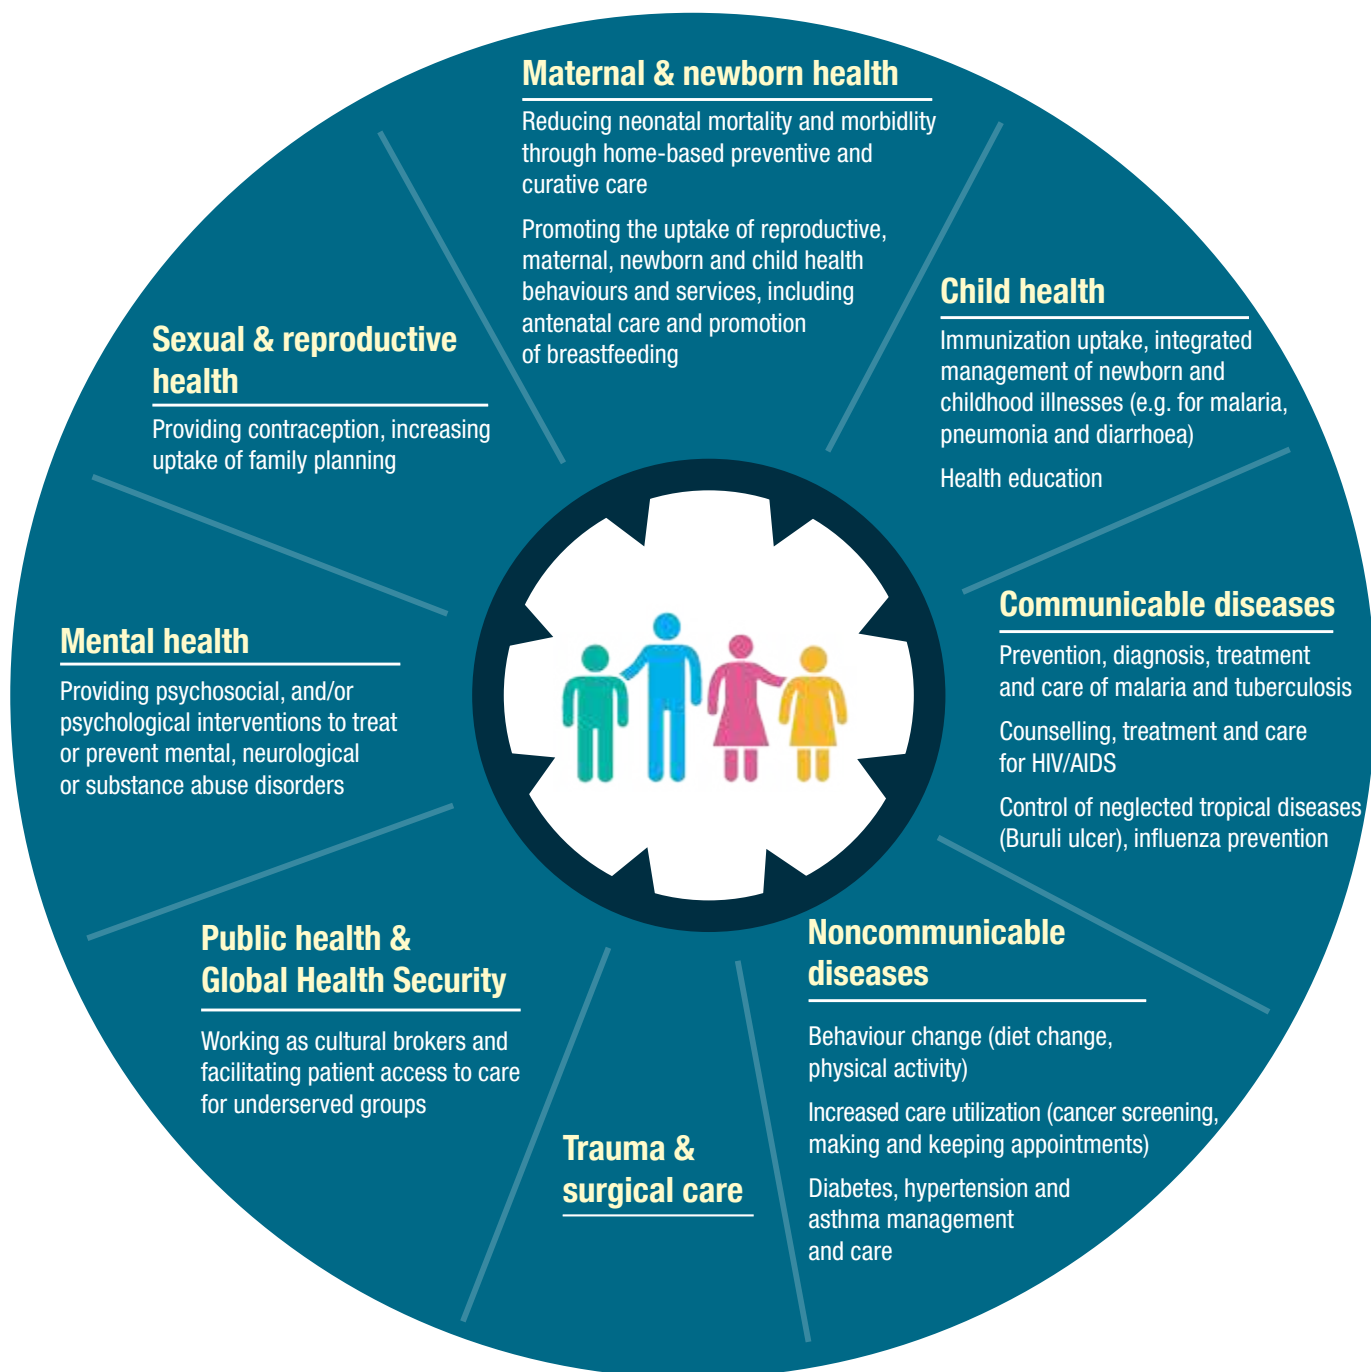 Maternal & newborn health
Reducing neonatal mortality and morbidlity
through home-based preventive and
curative care
Promoting the uptake of reproductive,
maternal, newborn and child health
behaviours and services, including
antenatal care and promotion
of breastfeeding
Child health
Immunization uptake, integrated
management of newborn and
childhood illnesses (e.g. for malaria,
pneumonia and diarrhoea)
Health education
Communicable diseases
Prevention, diagnosis, treatment
and care of malaria and tuberculosis
Counselling, treatment and care
for HIV/AIDS
Control of neglected tropical diseases
(Buruli ulcer), influenza prevention
Noncommunicable
diseases
Behaviour change (diet change,
physical activity)
Increased care utilization (cancer screening,
making and keeping appointments)
Diabetes, hypertension and
asthma management
and care
Trauma &
surgical care
Public health &
Global Health Security
Working as cultural brokers and
facilitating patient access to care
for underserved groups
Mental health
Providing psychosocial, and/or
psychological interventions to treat
or prevent mental, neurological
or substance abuse disorders
Sexual & reproductive
health
Providing contraception, increasing
uptake of family planning